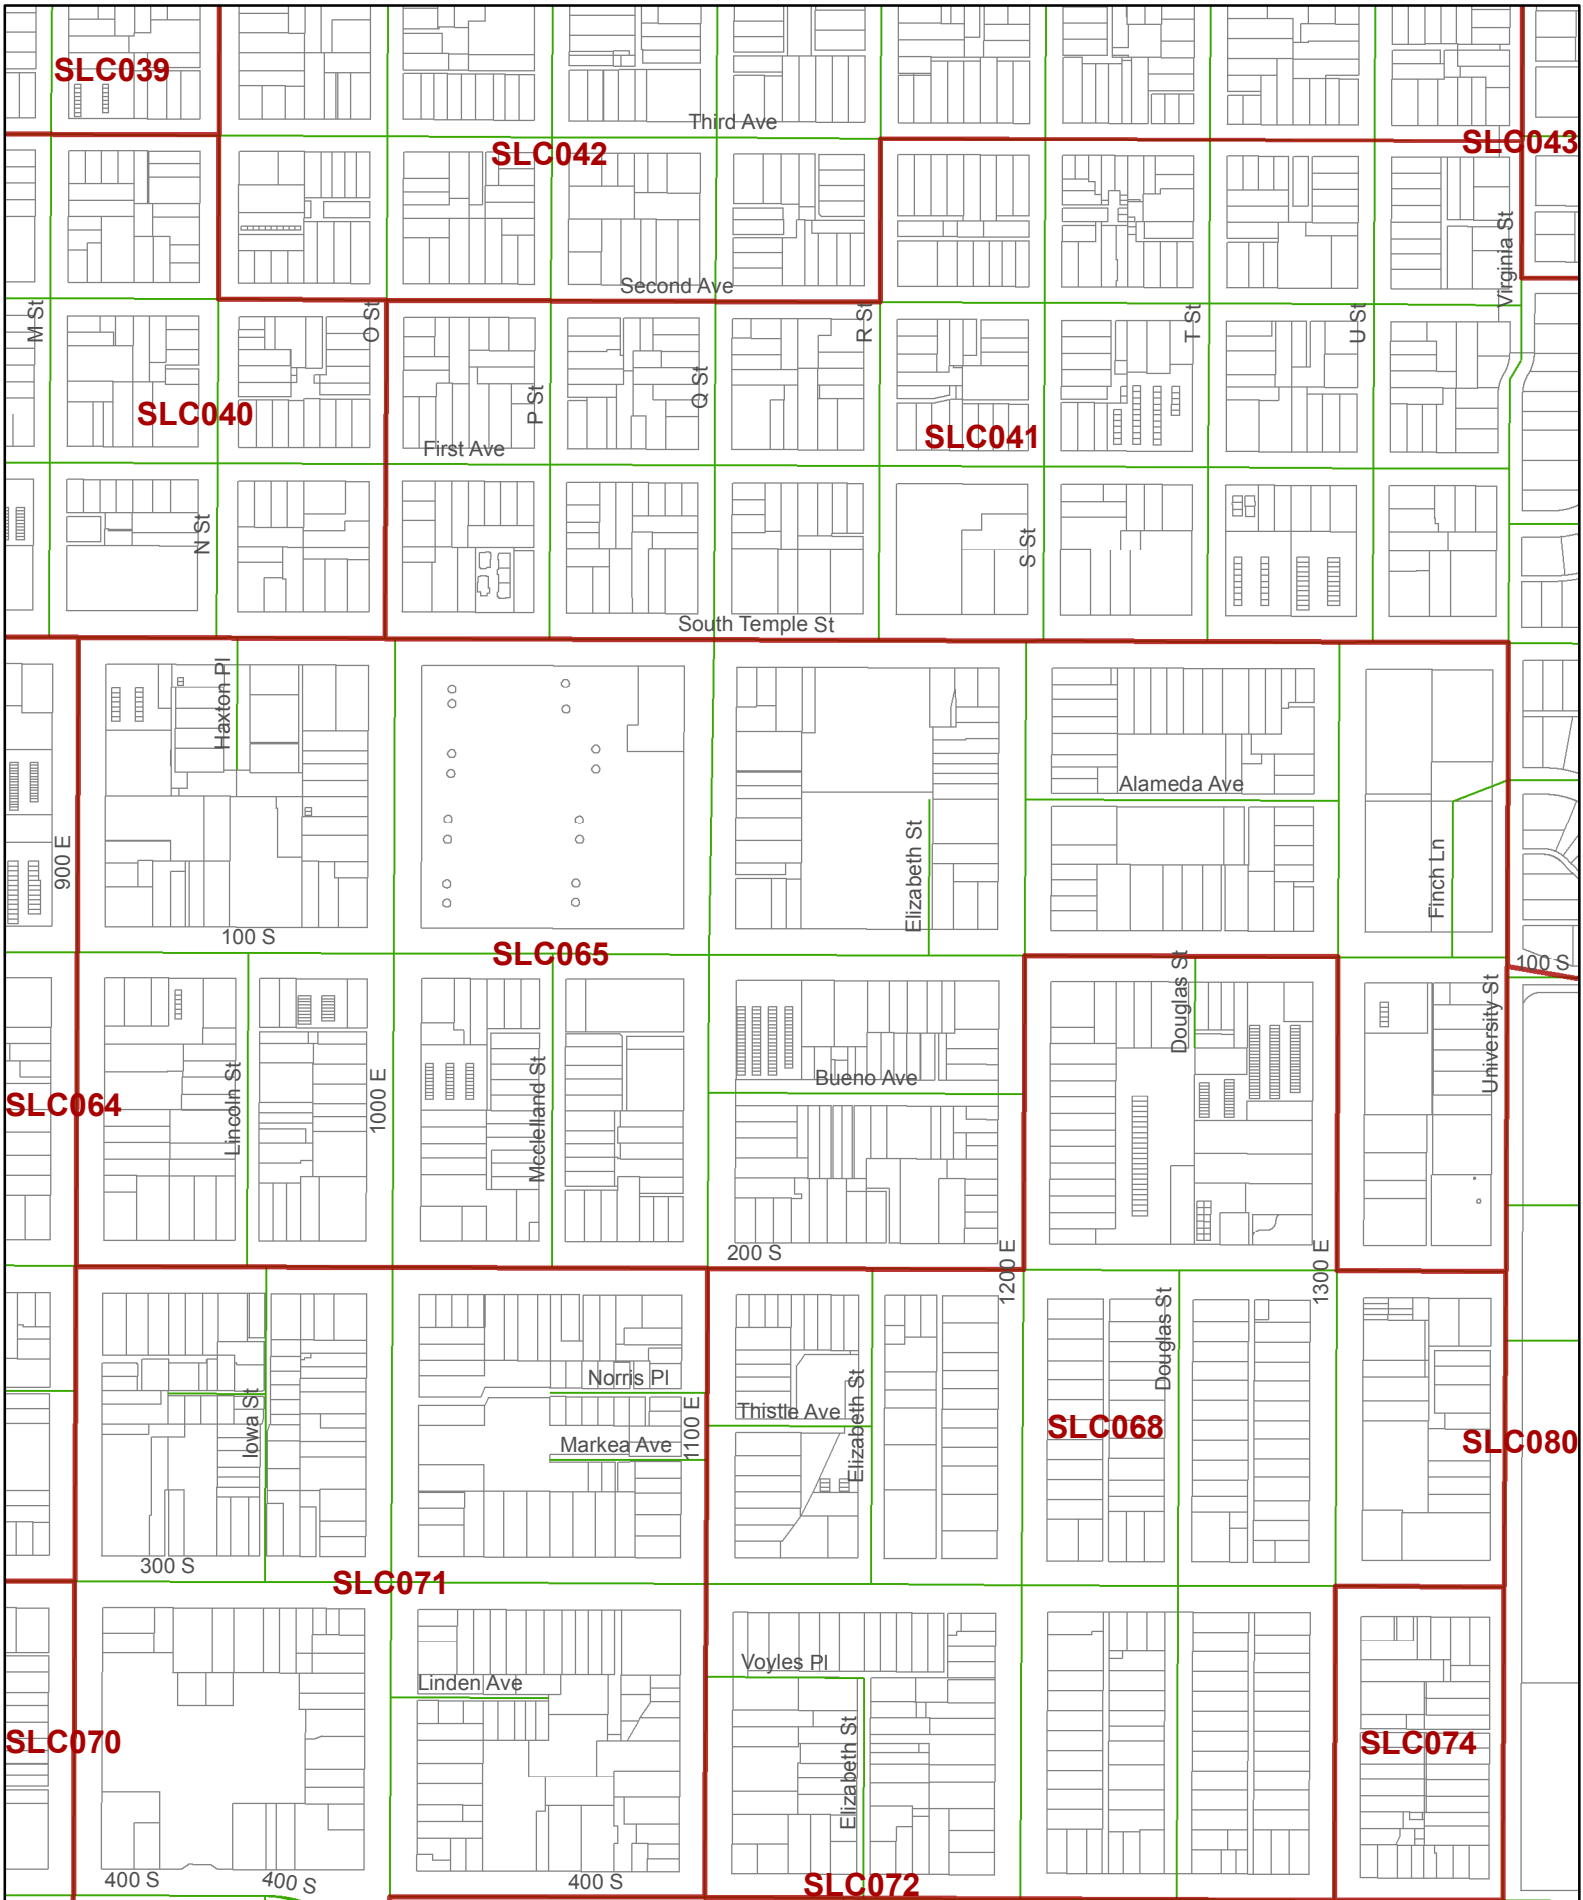 SLC039
Third Ave
SLC042
SLC043
Second Ave
Virginia St
M St
O St
R St
T St
U St
P St
Q St
SLC040
SLC041
First Ave
N St
S St
South Temple St
Haxton Pl
Alameda Ave
900 E
Elizabeth St
Finch Ln
100 S
SLC065
Douglas St
100 S
University St
Bueno Ave
SLC064
Lincoln St
1000 E
Mcclelland St
200 S
1200 E
1300 E
Douglas St
Norris Pl
Iowa St
Thistle Ave
Elizabeth St
1100 E
SLC068
Markea Ave
SLC080
300 S
SLC071
Voyles Pl
Linden Ave
SLC070
Elizabeth St
SLC074
400 S
400 S
400 S
SLC072